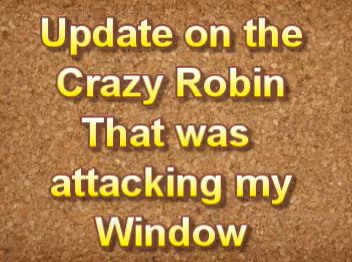 Update on the
Crazy Robin
That was
attacking my
Window